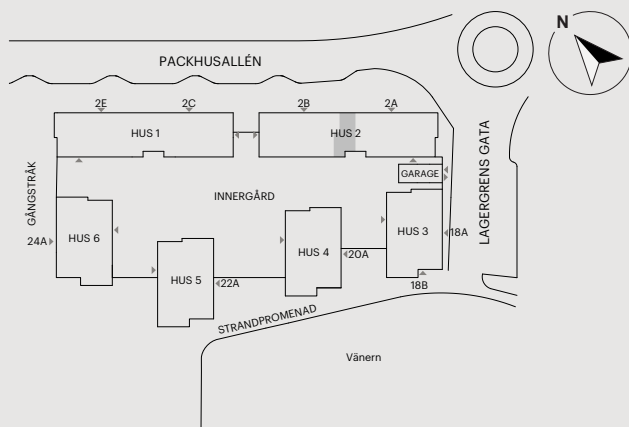 N
PACKHUSALLÉN
2E
2C
2B
2A
HUS 1
HUS 2
GARAGE
LAGERGRENS GATA
GÅNGSTRÅK
INNERGÅRD
24A
HUS 6
HUS 3
18A
HUS 4
20A
HUS 5
22A
18B
STRANDPROMENAD
Vänern